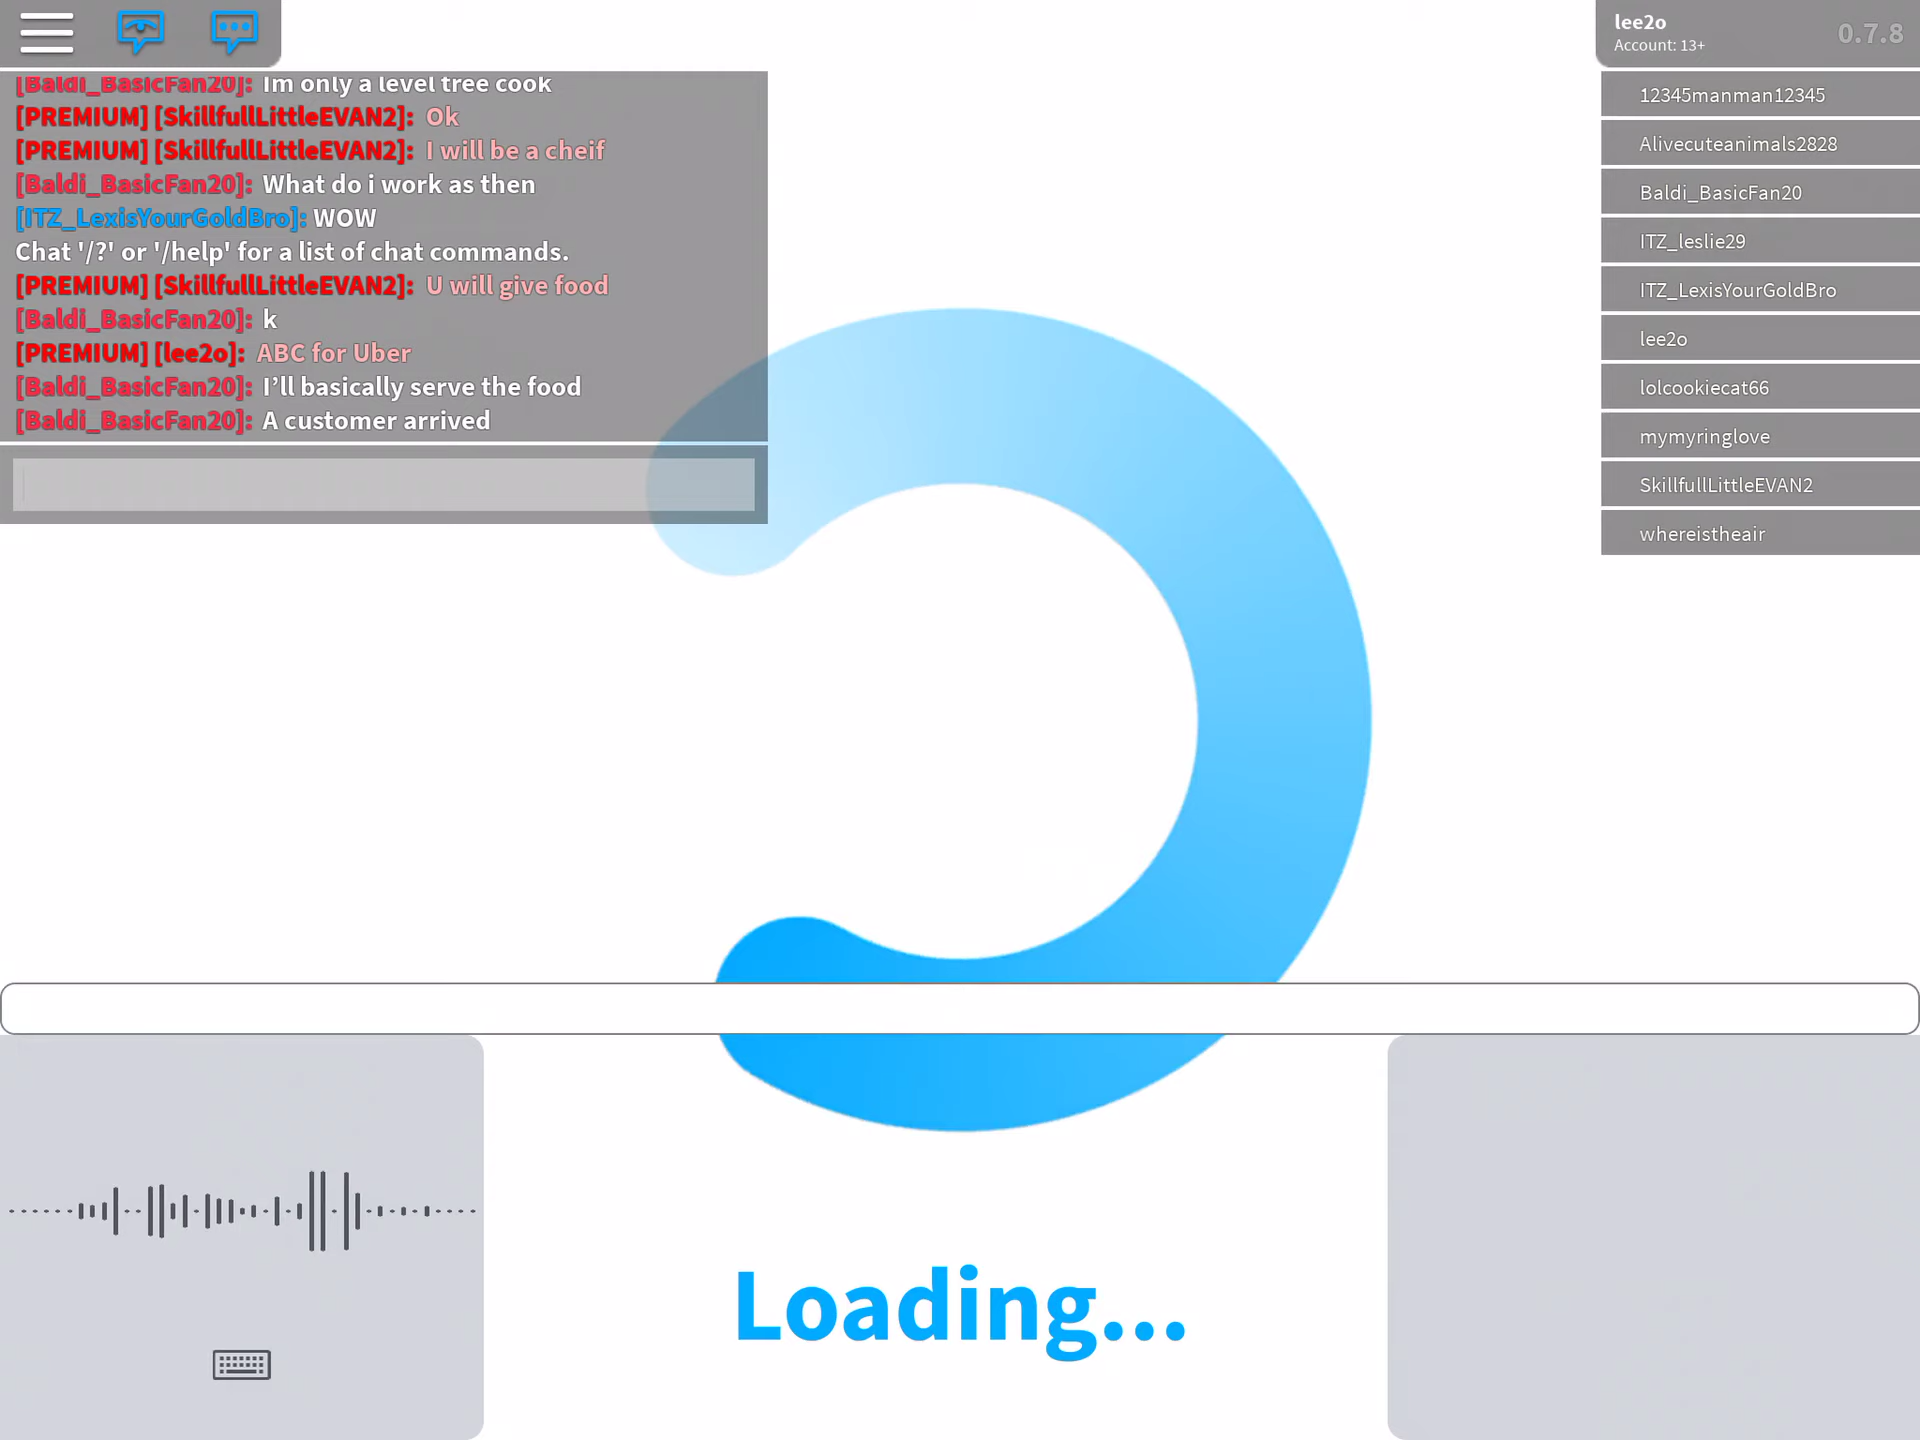 lee2o
Account: 13+
0.7.8
[Baldi_BasicFan20]: Im only a level tree cook
[PREMIUM] [SkillfullLittleEVAN2]: Ok
[PREMIUM] [SkillfullLittleEVAN2]: I will be a cheif
[Baldi_BasicFan20]: What do i work as then
[ITZ_LexisYourGoldBro]: WOW
Chat '/?' or '/help' for a list of chat commands.
[PREMIUM] [SkillfullLittleEVAN2]: U will give food
[Baldi_BasicFan20]: k
[PREMIUM] [lee2o]: ABC for Uber
[Baldi_BasicFan20]: I’ll basically serve the food
[Baldi_BasicFan20]: A customer arrived
12345manman12345
Alivecuteanimals2828
Baldi_BasicFan20
ITZ_leslie29
ITZ_LexisYourGoldBro
lee2o
lolcookiecat66
mymyringlove
SkillfullLittleEVAN2
whereistheair
Loading...